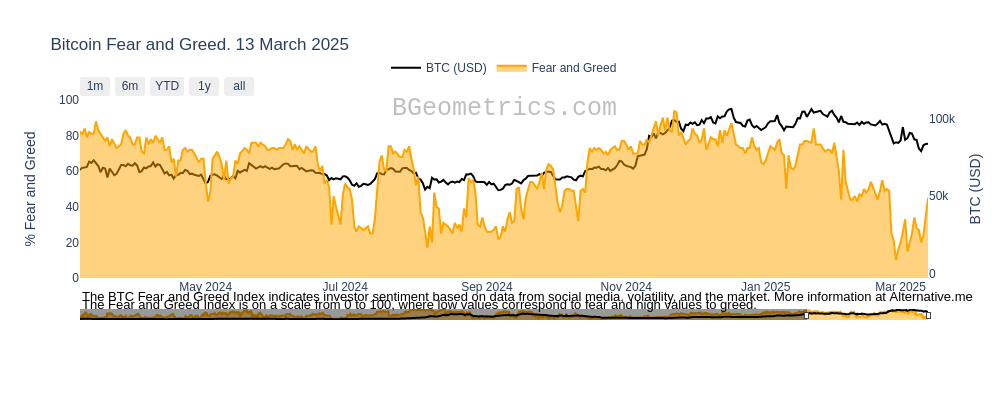 Bitcoin Fear and Greed. 13 March 2025
BTC (USD) Fear and Greed
1m 6m YTD 1y all
BGeometrics.com
100
80
60
40
20
0
% Fear and Greed
100k
50k
0
BTC (USD)
May 2024 Jul 2024 Sep 2024 Nov 2024 Jan 2025 Mar 2025
The BTC Fear and Greed Index indicates investor sentiment based on data from social media, volatility, and the market. More information at Alternative.me
The Fear and Greed Index is on a scale from 0 to 100, where low values correspond to fear and high values to greed.